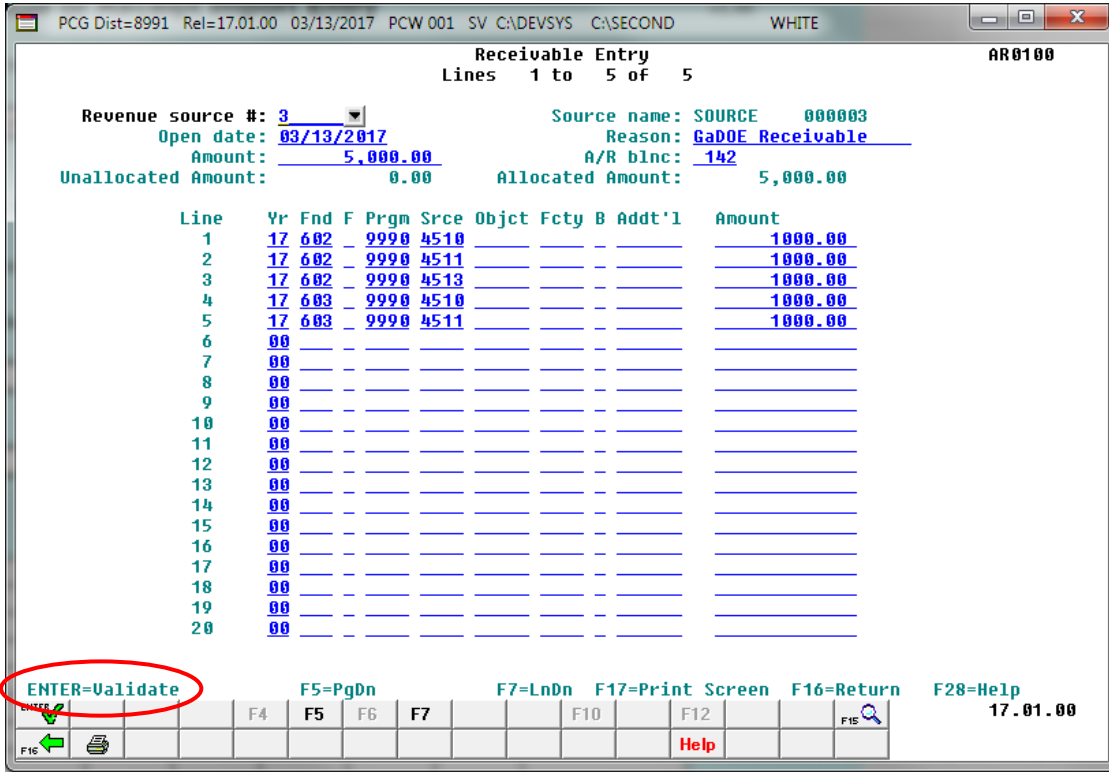 PCG Dist=8991 Rel=17.01.00 03/13/2017 PCW 001 SV C:\DEVSYS C:\SECOND WHITE
Receivable Entry AR0100
Lines 1 to 5 of 5
Revenue source #: 3 Source name: SOURCE 000003
Open date: 03/13/2017 Reason: GaDOE Receivable
Amount: 5,000.00 A/R blnc: 142
Unallocated Amount: 0.00 Allocated Amount: 5,000.00
Line Yr Fnd F Prgm Srce Objct Fcty B Addt'l Amount
1 17 602 _ 9990 4510 1000.00
2 17 602 _ 9990 4511 1000.00
3 17 602 _ 9990 4513 1000.00
4 17 603 _ 9990 4510 1000.00
5 17 603 _ 9990 4511 1000.00
6 00
7 00
8 00
9 00
10 00
11 00
12 00
13 00
14 00
15 00
16 00
17 00
18 00
19 00
20 00
ENTER=Validate F5=PgDn F7=LnDn F17=Print Screen F16=Return F28=Help
ENTER F4 F5 F6 F7 F10 F12 F15 17.01.00
F16 Help